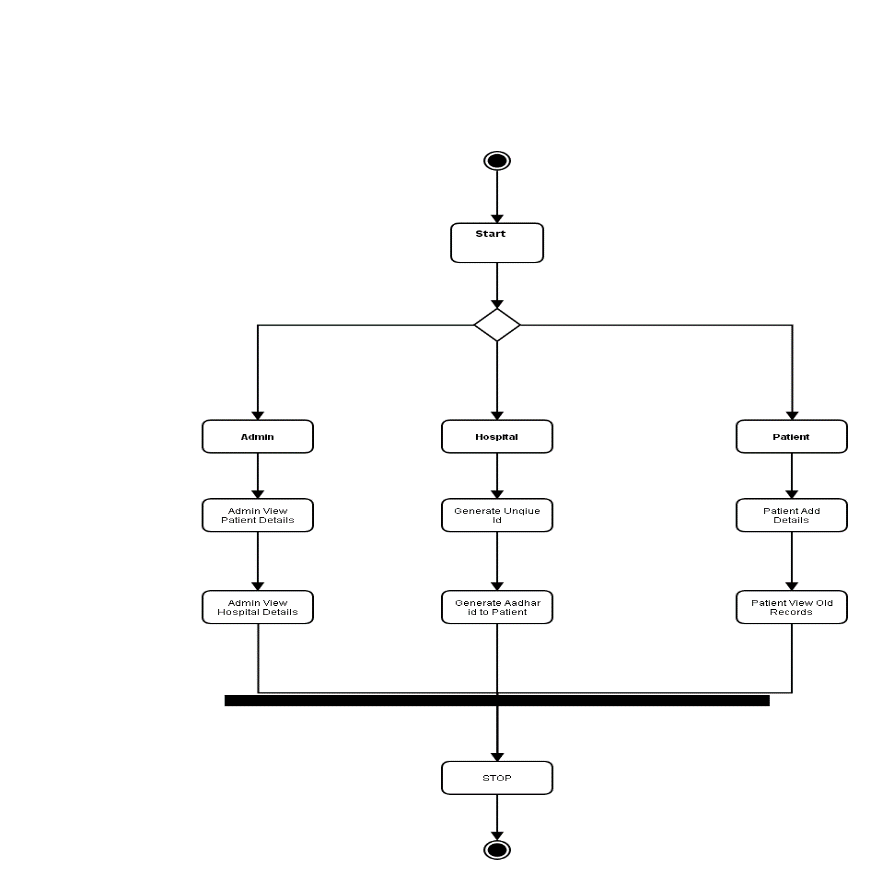 Start
Admin
Hospital
Patient
Admin View
Patient Details
Generate Unqiue
Id
Patient Add
Details
Admin View
Hospital Details
Generate Aadhar
id to Patient
Patient View Old
Records
STOP